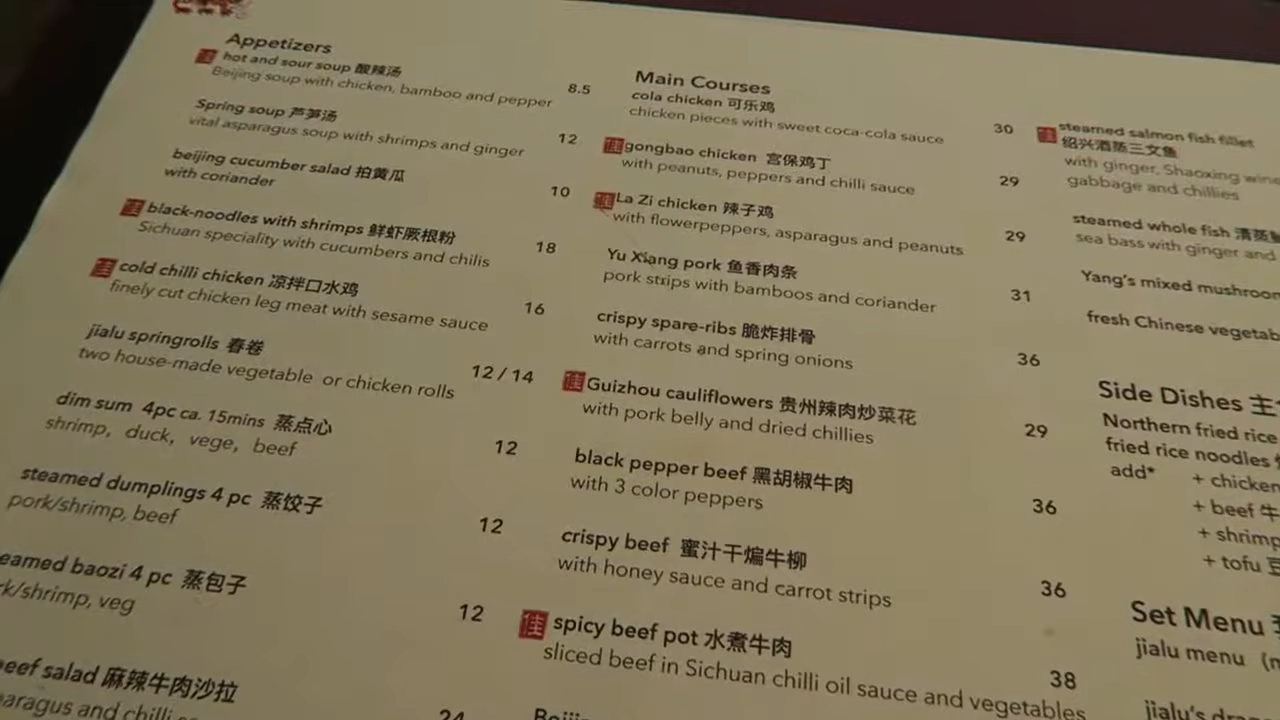 Appetizers
佳 hot and sour soup 酸辣汤
Beijing soup with chicken, bamboo and pepper 8.5
Spring soup 芦笋汤
vital asparagus soup with shrimps and ginger 12
beijing cucumber salad 拍黄瓜
with coriander 10
佳 black-noodles with shrimps 鲜虾厥根粉
Sichuan speciality with cucumbers and chilis 18
佳 cold chilli chicken 凉拌口水鸡
finely cut chicken leg meat with sesame sauce 16
jialu springrolls 春卷
two house-made vegetable or chicken rolls 12 / 14
dim sum 4pc ca. 15mins 蒸点心
shrimp, duck, vege, beef 12
steamed dumplings 4 pc 蒸饺子
pork/shrimp, beef 12
eamed baozi 4 pc 蒸包子
k/shrimp, veg 12
beef salad 麻辣牛肉沙拉
paragus and chilli 24
Main Courses
cola chicken 可乐鸡
chicken pieces with sweet coca-cola sauce 30
佳 gongbao chicken 宫保鸡丁
with peanuts, peppers and chilli sauce 29
佳 La Zi chicken 辣子鸡
with flowerpeppers, asparagus and peanuts 29
Yu Xiang pork 鱼香肉条
pork strips with bamboos and coriander 31
crispy spare-ribs 脆炸排骨
with carrots and spring onions 36
佳 Guizhou cauliflowers 贵州辣肉炒菜花
with pork belly and dried chillies 29
black pepper beef 黑胡椒牛肉
with 3 color peppers 36
crispy beef 蜜汁干煸牛柳
with honey sauce and carrot strips 36
佳 spicy beef pot 水煮牛肉
sliced beef in Sichuan chilli oil sauce and vegetables 38
佳 steamed salmon fish fillet
绍兴酒蒸三文鱼
with ginger, Shaoxing wine
gabbage and chillies
steamed whole fish 清蒸
sea bass with ginger and
Yang's mixed mushroom
fresh Chinese vegetab
Side Dishes 主
Northern fried rice
fried rice noodles
add* + chicken
+ beef 牛
+ shrimp
+ tofu 豆
Set Menu
jialu menu
jialu's